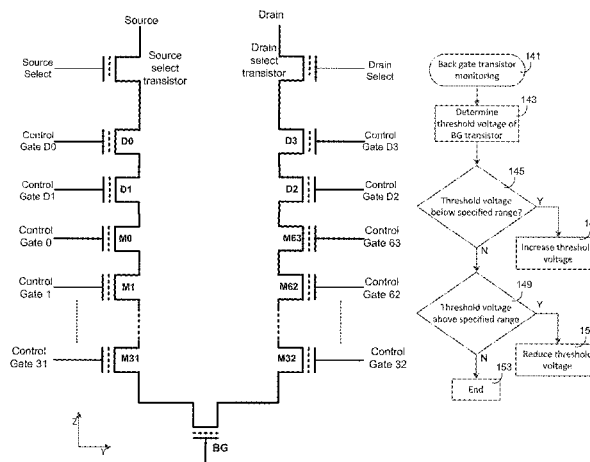 Source
Drain
Source
Select
Source
select
transistor
Drain
select
transistor
Drain
Select
Control
Gate D0
D0
D3
Control
Gate D3
Control
Gate D1
D1
D2
Control
Gate D2
Control
Gate 0
M0
M63
Control
Gate 63
Control
Gate 1
M1
M62
Control
Gate 62
Control
Gate 31
M31
M32
Control
Gate 32
BG
Z
Y
Back gate transistor
monitoring
141
Determine
threshold voltage of
BG transistor
143
Threshold voltage
below specified range?
145
Y
N
Increase threshold
voltage
Threshold voltage
above specified range
149
Y
N
Reduce threshold
voltage
End
153